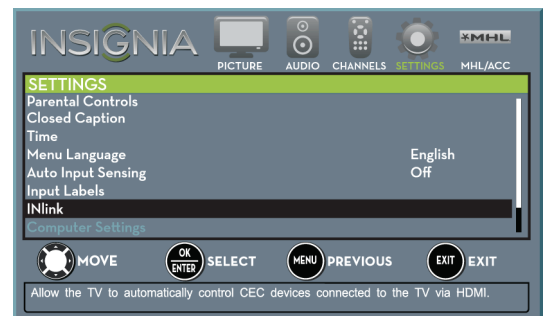 INSIGNIA
PICTURE AUDIO CHANNELS SETTINGS MHL MHL/ACC
SETTINGS
Parental Controls
Closed Caption
Time
Menu Language English
Auto Input Sensing Off
Input Labels
INlink
Computer Settings
MOVE OK ENTER SELECT MENU PREVIOUS EXIT EXIT
Allow the TV to automatically control CEC devices connected to the TV via HDMI.